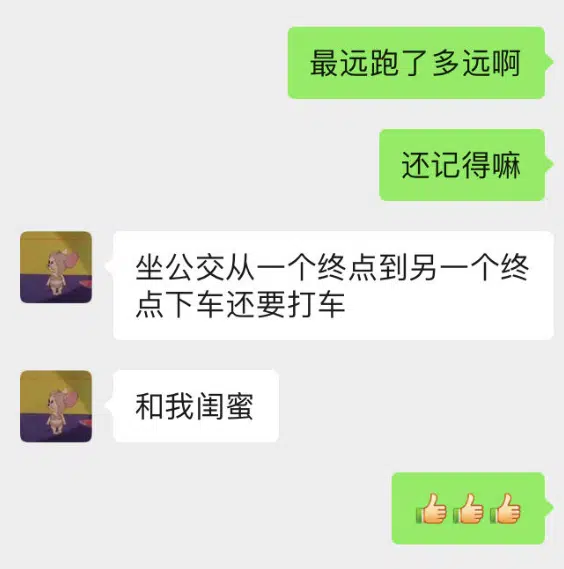 最远跑了多远啊
还记得嘛
坐公交从一个终点到另一个终
点下车还要打车
和我闺蜜
👍👍👍